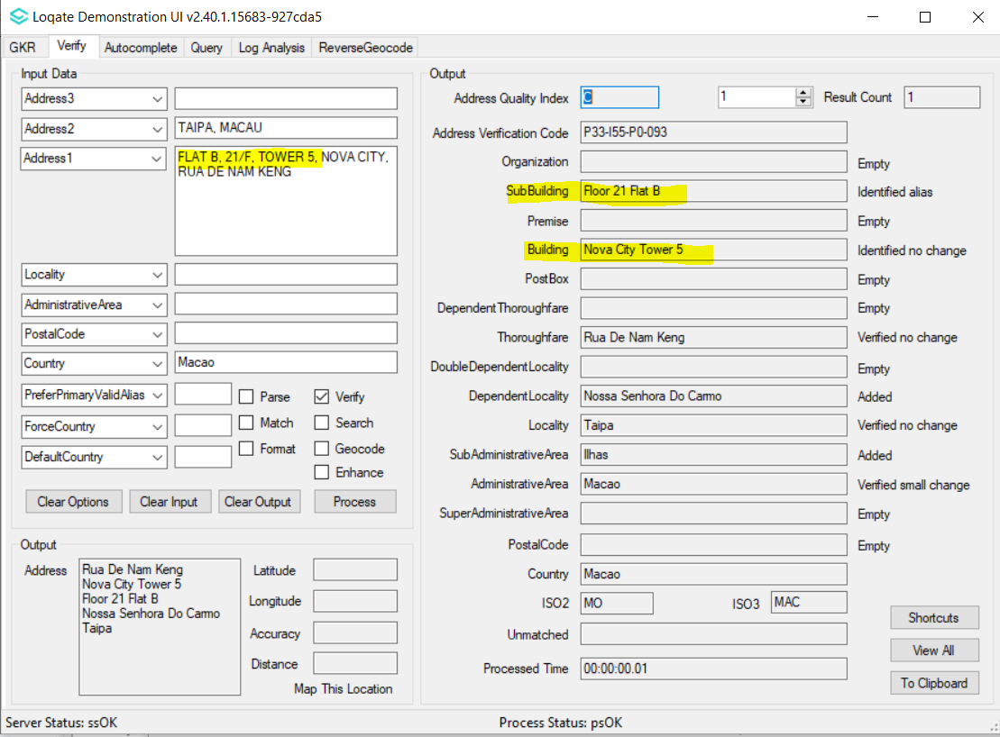 Loqate Demonstration UI v2.40.1.15683-927cda5
GKR Verify Autocomplete Query Log Analysis ReverseGeocode
Input Data
Address3
Address2 TAIPA, MACAU
Address1 FLAT B, 21/F, TOWER 5, NOVA CITY,
RUA DE NAM KENG
Locality
AdministrativeArea
PostalCode
Country Macao
PreferPrimaryValidAlias Parse Verify
ForceCountry Match Search
DefaultCountry Format Geocode
Enhance
Clear Options Clear Input Clear Output Process
Output
Address Rua De Nam Keng
Nova City Tower 5
Floor 21 Flat B
Nossa Senhora Do Carmo
Taipa
Latitude
Longitude
Accuracy
Distance
Map This Location
Output
Address Quality Index C 1 Result Count 1
Address Verification Code P33-I55-P0-093
Organization Empty
SubBuilding Floor 21 Flat B Identified alias
Premise Empty
Building Nova City Tower 5 Identified no change
PostBox Empty
DependentThoroughfare Empty
Thoroughfare Rua De Nam Keng Verified no change
DoubleDependentLocality Empty
DependentLocality Nossa Senhora Do Carmo Added
Locality Taipa Verified no change
SubAdministrativeArea Ilhas Added
AdministrativeArea Macao Verified small change
SuperAdministrativeArea Empty
PostalCode Empty
Country Macao
ISO2 MO ISO3 MAC
Unmatched
Processed Time 00:00:00.01
Shortcuts
View All
To Clipboard
Server Status: ssOK Process Status: psOK